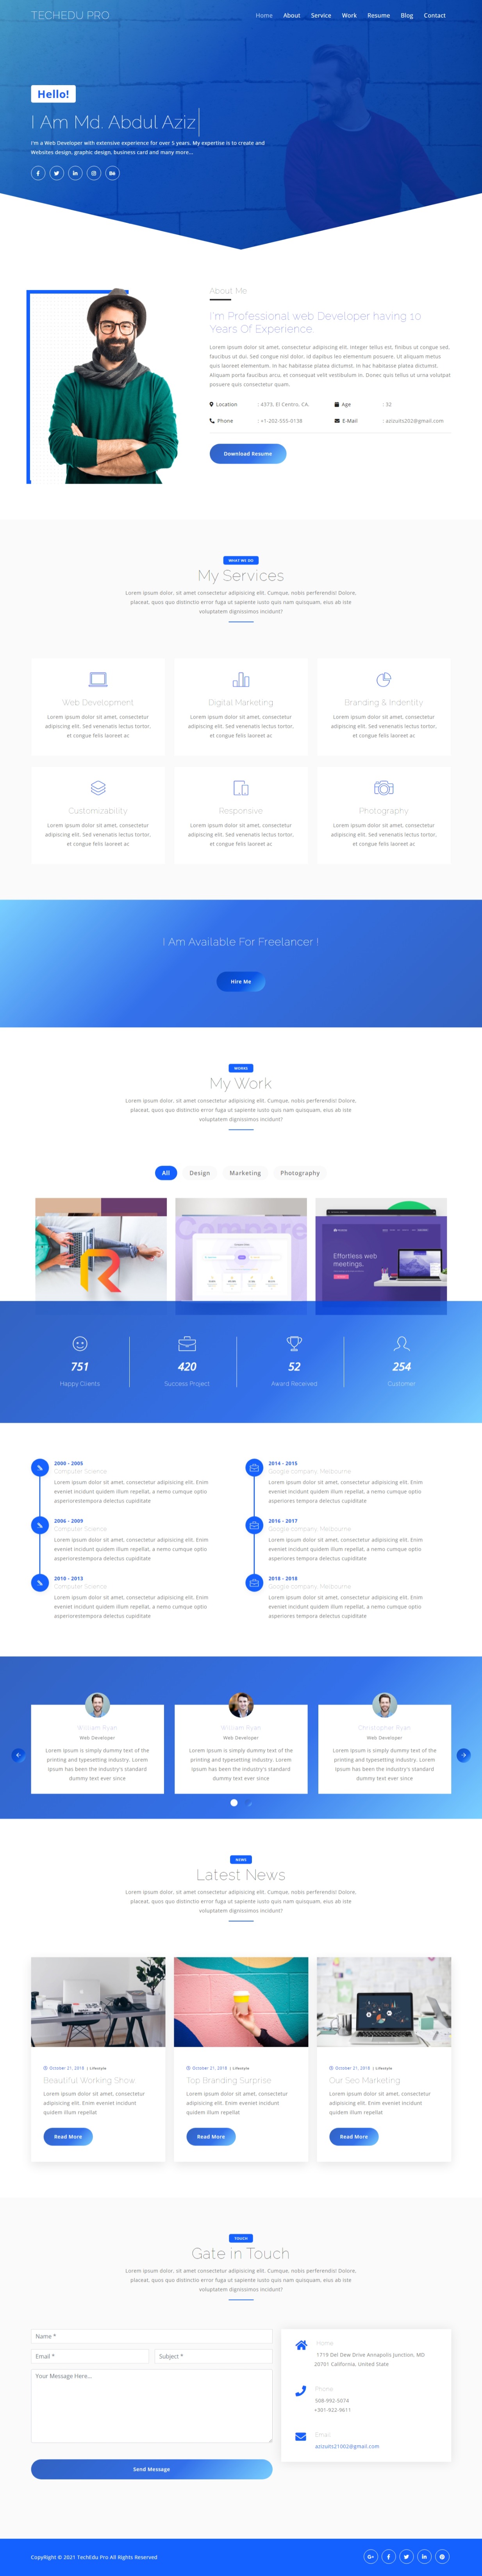 TECHEDU PRO
Home About Service Work Resume Blog Contact
Hello!
I Am Md. Abdul Aziz
I'm a Web Developer with extensive experience for over 5 years. My expertise is to create and
Websites design, graphic design, business card and many more...
About Me
I'm Professional web Developer having 10
Years Of Experience.
Lorem ipsum dolor sit amet, consectetur adipiscing elit. Integer tellus est, finibus ut congue sed,
faucibus ut dui. Sed congue nisl dolor, id dapibus leo elementum posuere. Ut aliquam metus
quis laoreet elementum. In hac habitasse platea dictumst. In hac habitasse platea dictumst.
Aliquam porta faucibus arcu, et consequat velit vestibulum in. Donec quis tellus ut urna volutpat
posuere quis consectetur quam.
Location : 4373, El Centro, CA. Age : 32
Phone : +1-202-555-0138 E-Mail : azizuits202@gmail.com
Download Resume
WHAT WE DO
My Services
Lorem ipsum dolor, sit amet consectetur adipisicing elit. Cumque, nobis perferendis! Dolore,
placeat, quos quo distinctio error fuga ut sapiente iusto quis nam quisquam, eius ab iste
voluptatem dignissimos incidunt?
Web Development
Lorem ipsum dolor sit amet, consectetur
adipiscing elit. Sed venenatis lectus tortor,
et congue felis laoreet ac
Digital Marketing
Lorem ipsum dolor sit amet, consectetur
adipiscing elit. Sed venenatis lectus tortor,
et congue felis laoreet ac
Branding & Indentity
Lorem ipsum dolor sit amet, consectetur
adipiscing elit. Sed venenatis lectus tortor,
et congue felis laoreet ac
Customizability
Lorem ipsum dolor sit amet, consectetur
adipiscing elit. Sed venenatis lectus tortor,
et congue felis laoreet ac
Responsive
Lorem ipsum dolor sit amet, consectetur
adipiscing elit. Sed venenatis lectus tortor,
et congue felis laoreet ac
Photography
Lorem ipsum dolor sit amet, consectetur
adipiscing elit. Sed venenatis lectus tortor,
et congue felis laoreet ac
I Am Available For Freelancer !
Hire Me
WORKS
My Work
Lorem ipsum dolor, sit amet consectetur adipisicing elit. Cumque, nobis perferendis! Dolore,
placeat, quos quo distinctio error fuga ut sapiente iusto quis nam quisquam, eius ab iste
voluptatem dignissimos incidunt?
All Design Marketing Photography
Compare
Effortless web
meetings.
751
Happy Clients
420
Success Project
52
Award Received
254
Customer
2000 - 2005
Computer Science
Lorem ipsum dolor sit amet, consectetur adipisicing elit. Enim
eveniet incidunt quidem illum repellat, a nemo cumque optio
asperiorestempora delectus cupiditate
2006 - 2009
Computer Science
Lorem ipsum dolor sit amet, consectetur adipisicing elit. Enim
eveniet incidunt quidem illum repellat, a nemo cumque optio
asperiorestempora delectus cupiditate
2010 - 2013
Computer Science
Lorem ipsum dolor sit amet, consectetur adipisicing elit. Enim
eveniet incidunt quidem illum repellat, a nemo cumque optio
asperiorestempora delectus cupiditate
2014 - 2015
Google company, Melbourne
Lorem ipsum dolor sit amet, consectetur adipisicing elit. Enim
eveniet incidunt quidem illum repellat, a nemo cumque optio
asperiores tempora delectus cupiditate
2016 - 2017
Google company, Melbourne
Lorem ipsum dolor sit amet, consectetur adipisicing elit. Enim
eveniet incidunt quidem illum repellat, a nemo cumque optio
asperiores tempora delectus cupiditate
2018 - 2018
Google company, Melbourne
Lorem ipsum dolor sit amet, consectetur adipisicing elit. Enim
eveniet incidunt quidem illum repellat, a nemo cumque optio
asperiores tempora delectus cupiditate
William Ryan
Web Developer
Lorem Ipsum is simply dummy text of the
printing and typesetting industry. Lorem
Ipsum has been the industry's standard
dummy text ever since
William Ryan
Web Developer
Lorem Ipsum is simply dummy text of the
printing and typesetting industry. Lorem
Ipsum has been the industry's standard
dummy text ever since
Christopher Ryan
Web Developer
Lorem Ipsum is simply dummy text of the
printing and typesetting industry. Lorem
Ipsum has been the industry's standard
dummy text ever since
NEWS
Latest News
Lorem ipsum dolor, sit amet consectetur adipisicing elit. Cumque, nobis perferendis! Dolore,
placeat, quos quo distinctio error fuga ut sapiente iusto quis nam quisquam, eius ab iste
voluptatem dignissimos incidunt?
October 21, 2018 | Lifestyle
Beautiful Working Show
Lorem ipsum dolor sit amet, consectetur
adipisicing elit. Enim eveniet incidunt
quidem illum repellat
Read More
October 21, 2018 | Lifestyle
Top Branding Surprise
Lorem ipsum dolor sit amet, consectetur
adipisicing elit. Enim eveniet incidunt
quidem illum repellat
Read More
October 21, 2018 | Lifestyle
Our Seo Marketing
Lorem ipsum dolor sit amet, consectetur
adipisicing elit. Enim eveniet incidunt
quidem illum repellat
Read More
TOUCH
Gate in Touch
Lorem ipsum dolor, sit amet consectetur adipisicing elit. Cumque, nobis perferendis! Dolore,
placeat, quos quo distinctio error fuga ut sapiente iusto quis nam quisquam, eius ab iste
voluptatem dignissimos incidunt?
Name *
Email * Subject *
Your Message Here...
Send Message
Home
1719 Del Dew Drive Annapolis Junction, MD
20701 California, United State
Phone
508-992-5074
+301-922-9611
Email
azizuits21002@gmail.com
CopyRight © 2021 TechEdu Pro All Rights Reserved